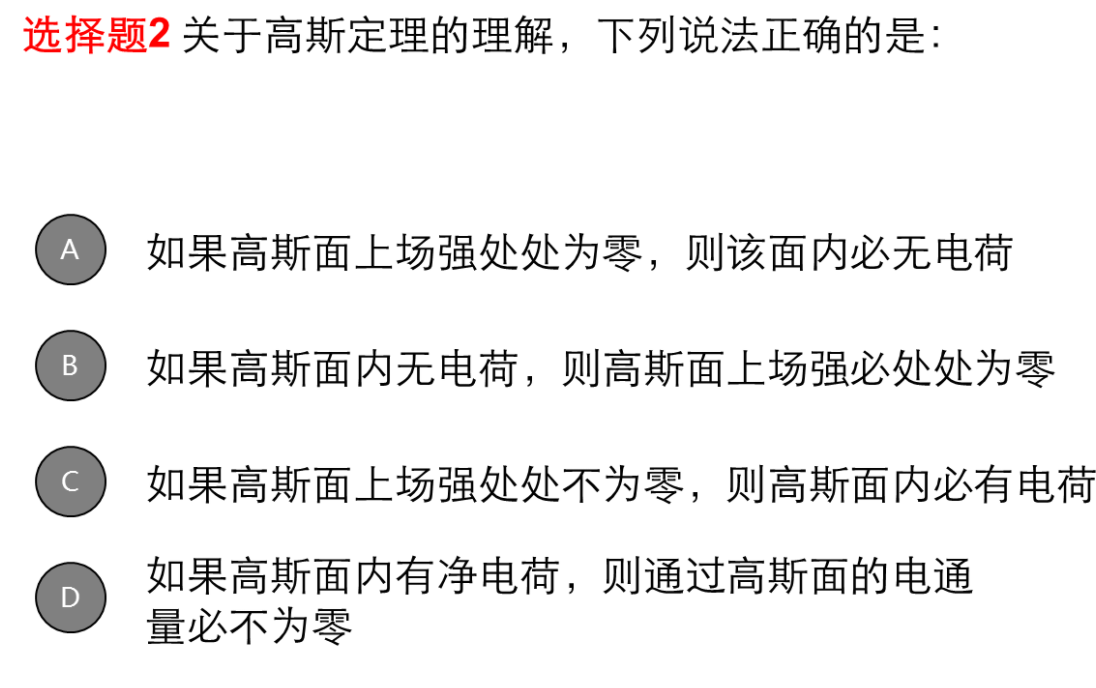 选择题2 关于高斯定理的理解，下列说法正确的是：
A 如果高斯面上场强处处为零，则该面内必无电荷
B 如果高斯面内无电荷，则高斯面上场强必处处为零
C 如果高斯面上场强处处不为零，则高斯面内必有电荷
D 如果高斯面内有净电荷，则通过高斯面的电通
量必不为零